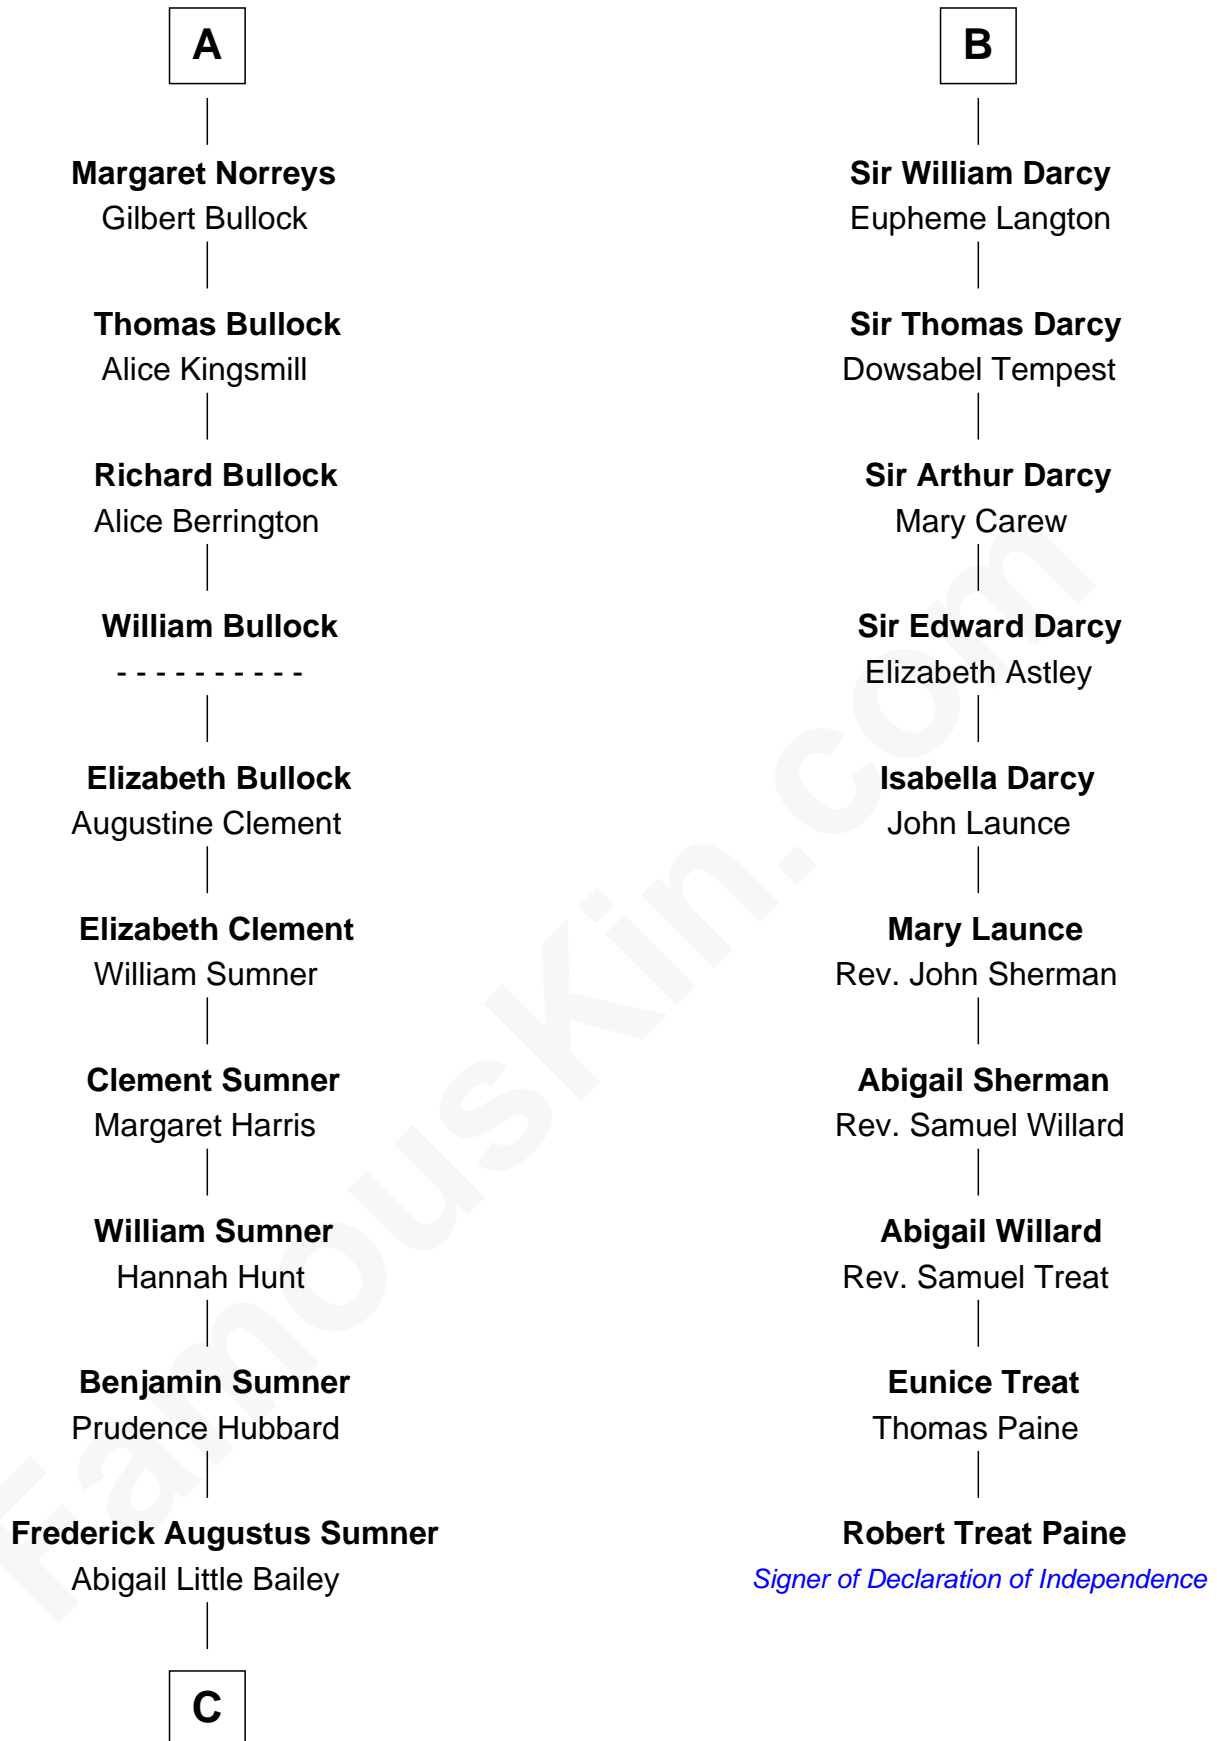 A
Margaret Norreys
Gilbert Bullock
Thomas Bullock
Alice Kingsmill
Richard Bullock
Alice Berrington
William Bullock
- - - - - - - - - -
Elizabeth Bullock
Augustine Clement
Elizabeth Clement
William Sumner
Clement Sumner
Margaret Harris
William Sumner
Hannah Hunt
Benjamin Sumner
Prudence Hubbard
Frederick Augustus Sumner
Abigail Little Bailey
C
B
Sir William Darcy
Eupheme Langton
Sir Thomas Darcy
Dowsabel Tempest
Sir Arthur Darcy
Mary Carew
Sir Edward Darcy
Elizabeth Astley
Isabella Darcy
John Launce
Mary Launce
Rev. John Sherman
Abigail Sherman
Rev. Samuel Willard
Abigail Willard
Rev. Samuel Treat
Eunice Treat
Thomas Paine
Robert Treat Paine
Signer of Declaration of Independence
FamousKin.com